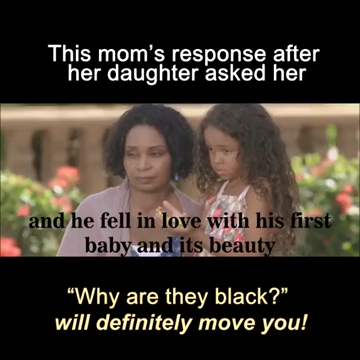 This mom's response after
her daughter asked her
and he fell in love with his first
baby and its beauty
“Why are they black?”
will definitely move you!